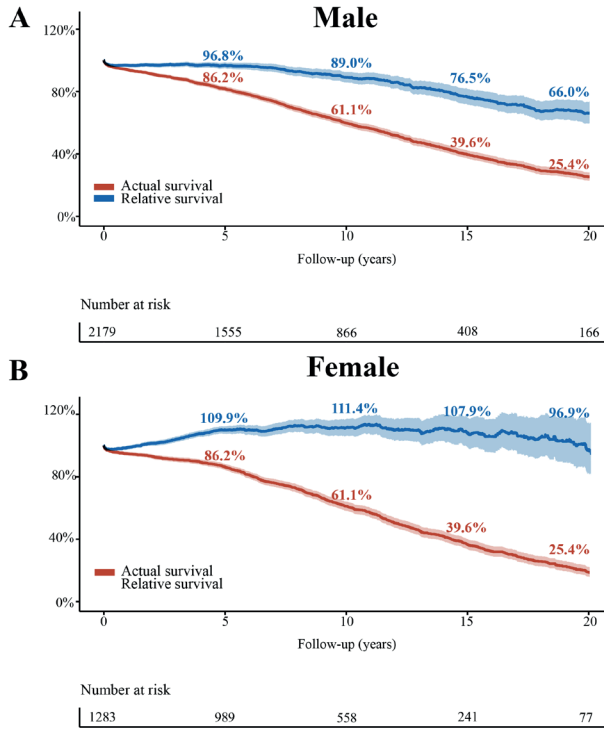 A Male
120%
96.8% 89.0% 76.5% 66.0%
80%
86.2% 61.1% 39.6% 25.4%
40%
Actual survival
Relative survival
0%
0 5 10 15 20
Follow-up (years)
Number at risk
2179 1555 866 408 166
B Female
120%
109.9% 111.4% 107.9% 96.9%
80%
86.2% 61.1% 39.6% 25.4%
40%
Actual survival
Relative survival
0%
0 5 10 15 20
Follow-up (years)
Number at risk
1283 989 558 241 77